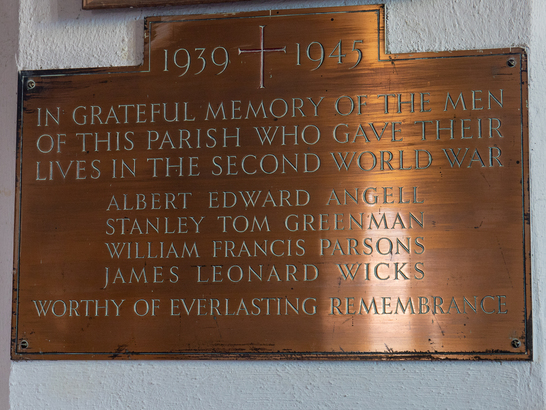 1939 1945
IN GRATEFUL MEMORY OF THE MEN
OF THIS PARISH WHO GAVE THEIR
LIVES IN THE SECOND WORLD WAR
ALBERT EDWARD ANGELL
STANLEY TOM GREENMAN
WILLIAM FRANCIS PARSONS
JAMES LEONARD WICKS
WORTHY OF EVERLASTING REMEMBRANCE